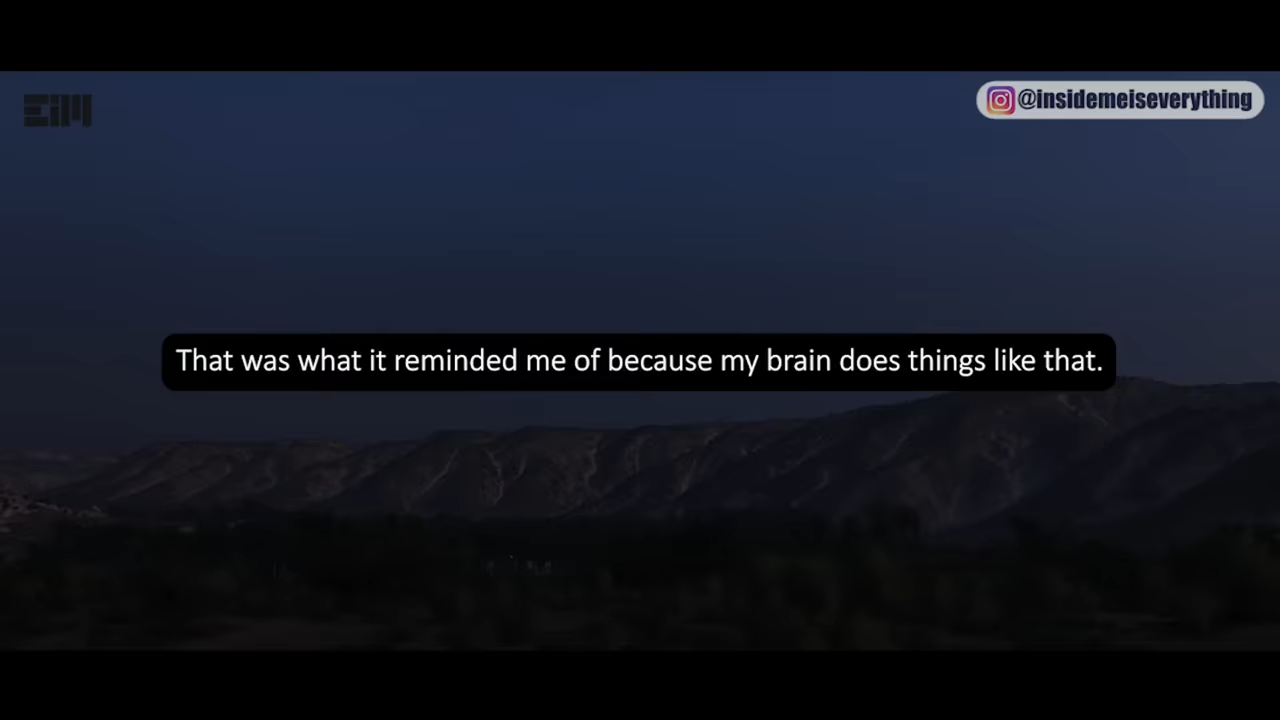 @insidemeiseverything
That was what it reminded me of because my brain does things like that.